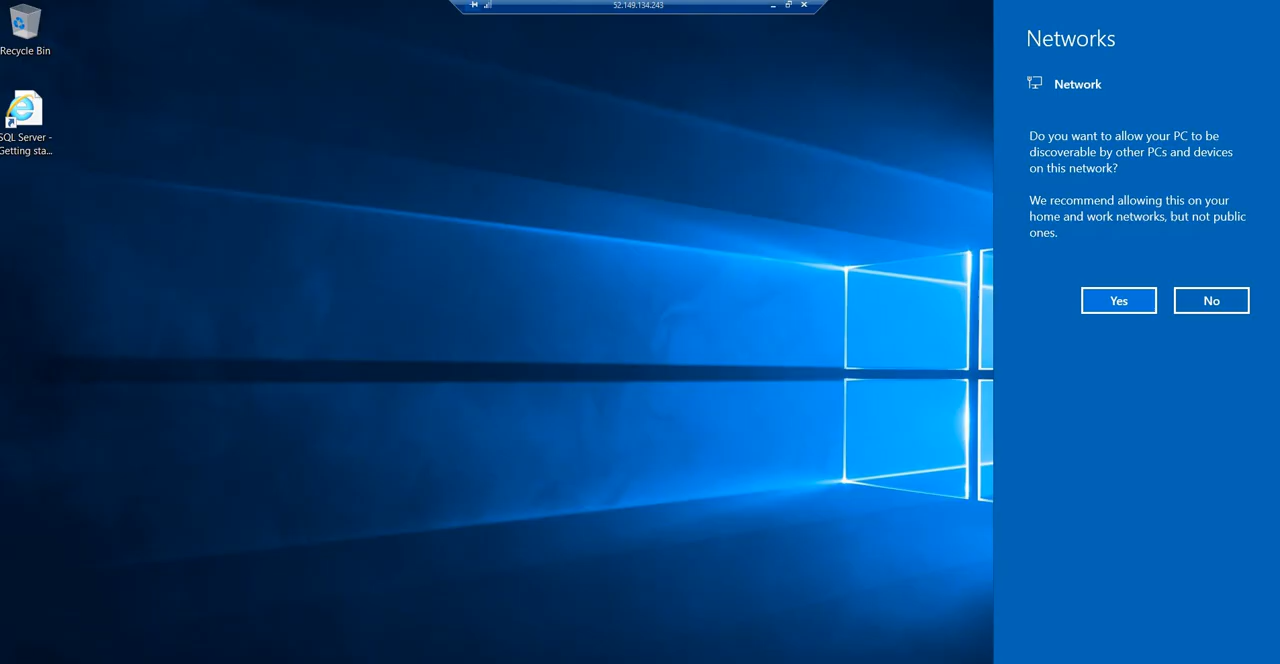 52.149.134.243
Recycle Bin
SQL Server -
Getting sta...
Networks
Network
Do you want to allow your PC to be
discoverable by other PCs and devices
on this network?
We recommend allowing this on your
home and work networks, but not public
ones.
Yes
No